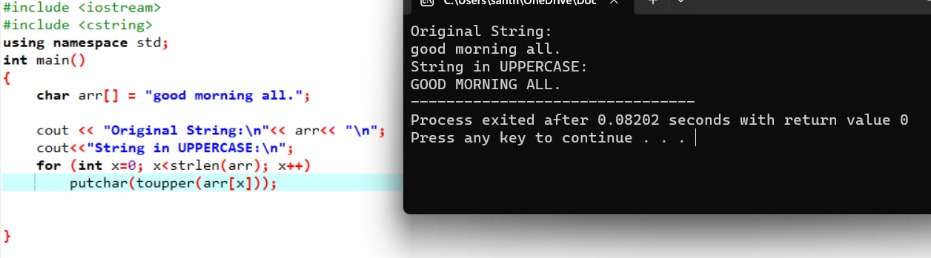 #include <iostream>
#include <cstring>
using namespace std;
int main()
{
    char arr[] = "good morning all.";
    cout << "Original String:\n"<< arr<< "\n";
    cout<<"String in UPPERCASE:\n";
    for (int x=0; x<strlen(arr); x++)
        putchar(toupper(arr[x]));
}
C:\Users\santh\OneDrive\Doc
Original String:
good morning all.
String in UPPERCASE:
GOOD MORNING ALL.
--------------------------------
Process exited after 0.08202 seconds with return value 0
Press any key to continue . . .